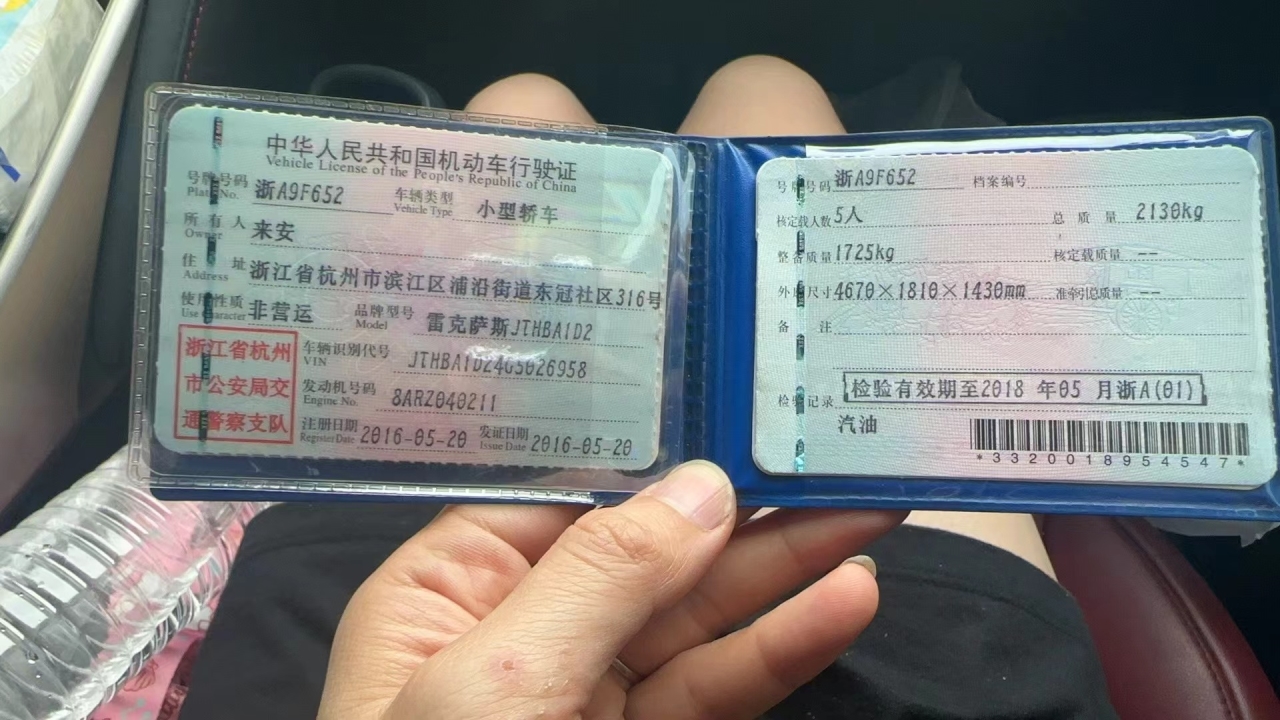 中华人民共和国机动车行驶证
Vehicle License of the People's Republic of China
号牌号码 浙A9F652 车辆类型 小型轿车
Plate No. Vehicle Type
所有人 来安
Owner
住址 浙江省杭州市滨江区浦沿街道东冠社区316号
Address
使用性质 非营运 品牌型号 雷克萨斯JTHBA1D2
Use Character Model
浙江省杭州
市公安局交
通警察支队
车辆识别代号 JTHBA1D24G5026958
VIN
发动机号码 8ARZ040211
Engine No.
注册日期 2016-05-20 发证日期 2016-05-20
Register Date Issue Date
号牌号码 浙A9F652 档案编号
核定载人数 5人 总质量 2130kg
整备质量 1725kg 核定载质量 --
外廓尺寸 4670×1810×1430mm 准牵引总质量 --
备注
检验记录 检验有效期至2018 年05 月浙A(01)
汽油
*3320018954547*